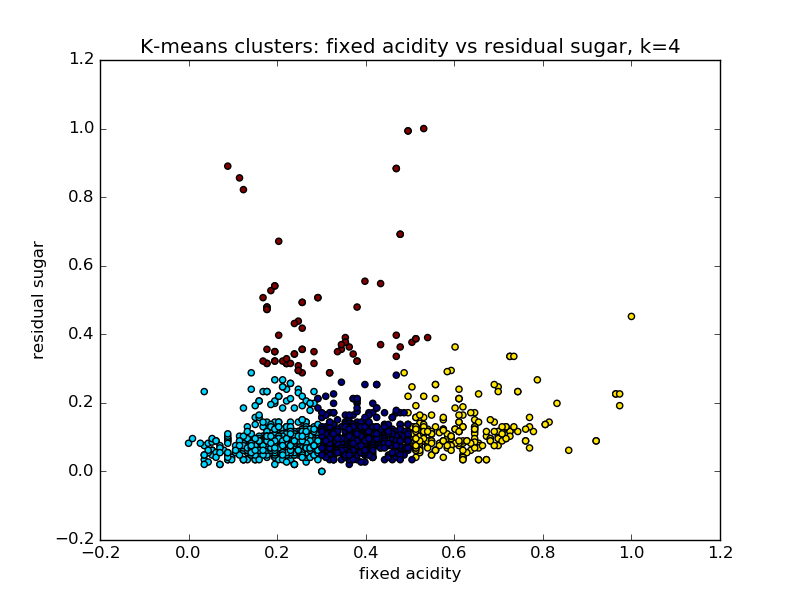 K-means clusters: fixed acidity vs residual sugar, k=4
1.2
1.0
0.8
0.6
0.4
0.2
0.0
−0.2
residual sugar
−0.2 0.0 0.2 0.4 0.6 0.8 1.0 1.2
fixed acidity